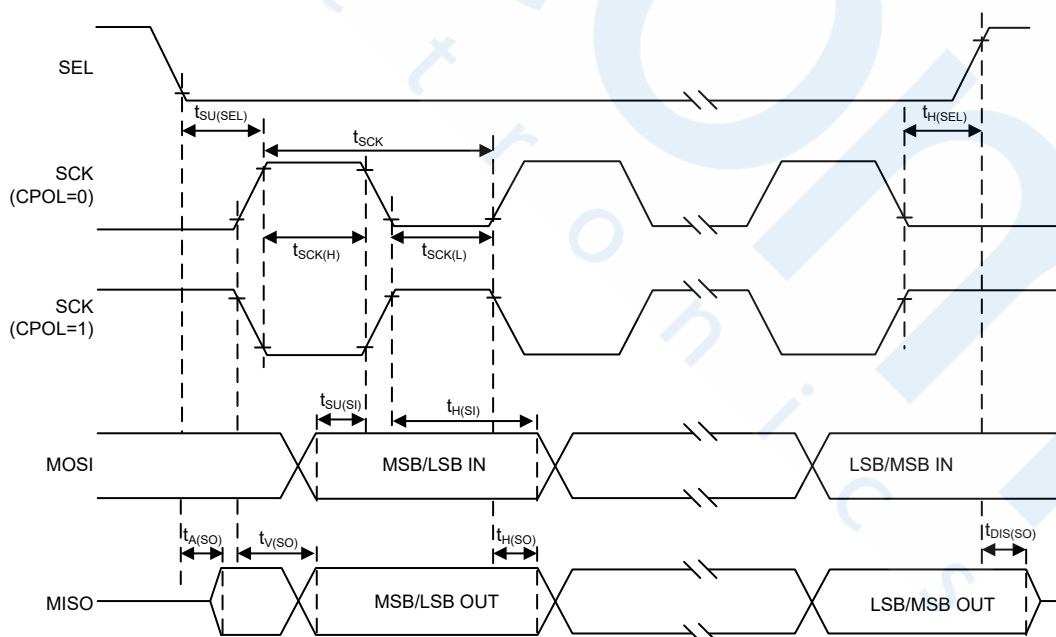 SEL
tSU(SEL)
tH(SEL)
tSCK
SCK
(CPOL=0)
tSCK(H)
tSCK(L)
SCK
(CPOL=1)
tSU(SI)
tH(SI)
MOSI
MSB/LSB IN
LSB/MSB IN
tA(SO)
tV(SO)
tH(SO)
tDIS(SO)
MISO
MSB/LSB OUT
LSB/MSB OUT
on
tronics